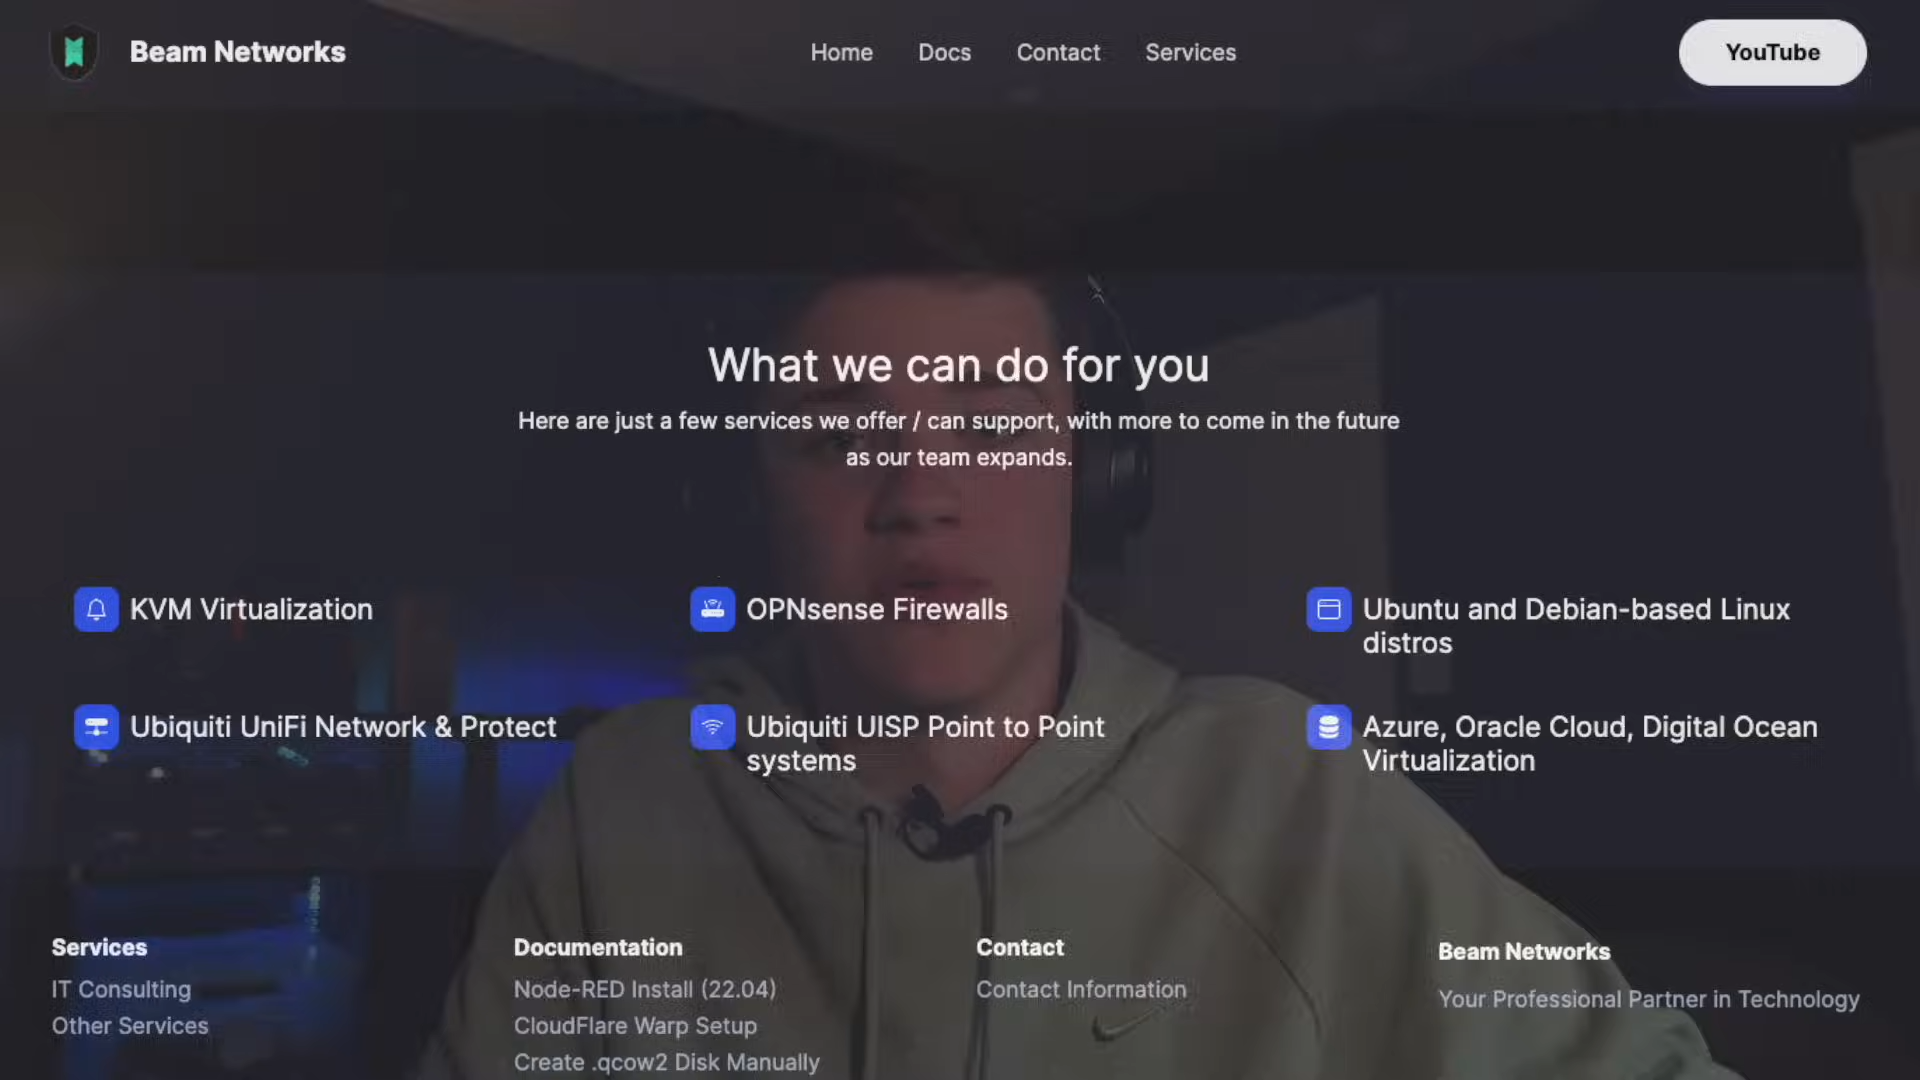 Beam Networks
Home
Docs
Contact
Services
YouTube
What we can do for you
Here are just a few services we offer / can support, with more to come in the future
as our team expands.
KVM Virtualization
OPNsense Firewalls
Ubuntu and Debian-based Linux
distros
Ubiquiti UniFi Network & Protect
Ubiquiti UISP Point to Point
systems
Azure, Oracle Cloud, Digital Ocean
Virtualization
Services
IT Consulting
Other Services
Documentation
Node-RED Install (22.04)
CloudFlare Warp Setup
Create .qcow2 Disk Manually
Contact
Contact Information
Beam Networks
Your Professional Partner in Technology